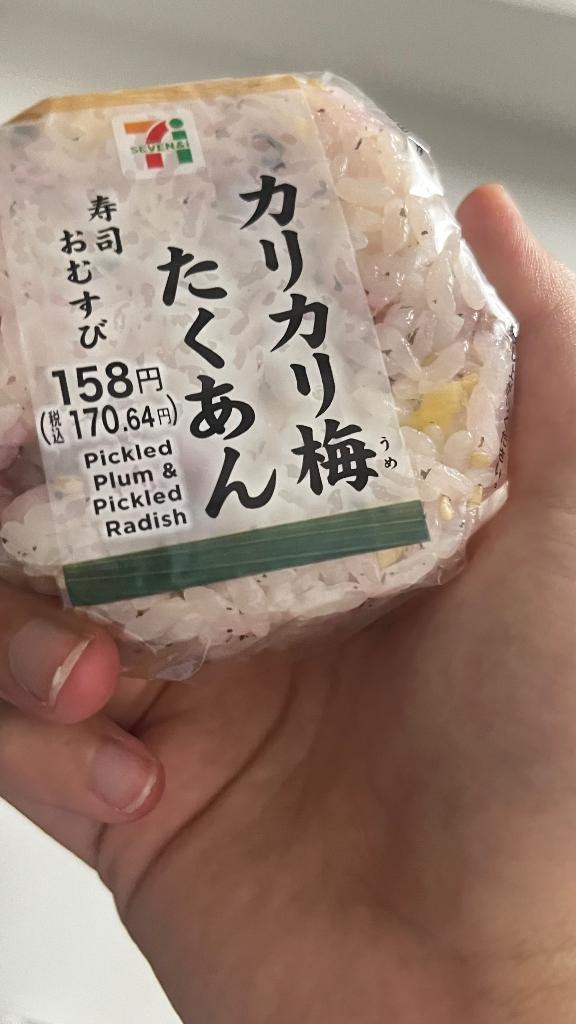 SEVEN&i
カリカリ梅
うめ
たくあん
寿司
おむすび
158円
(税込170.64円)
Pickled
Plum &
Pickled
Radish